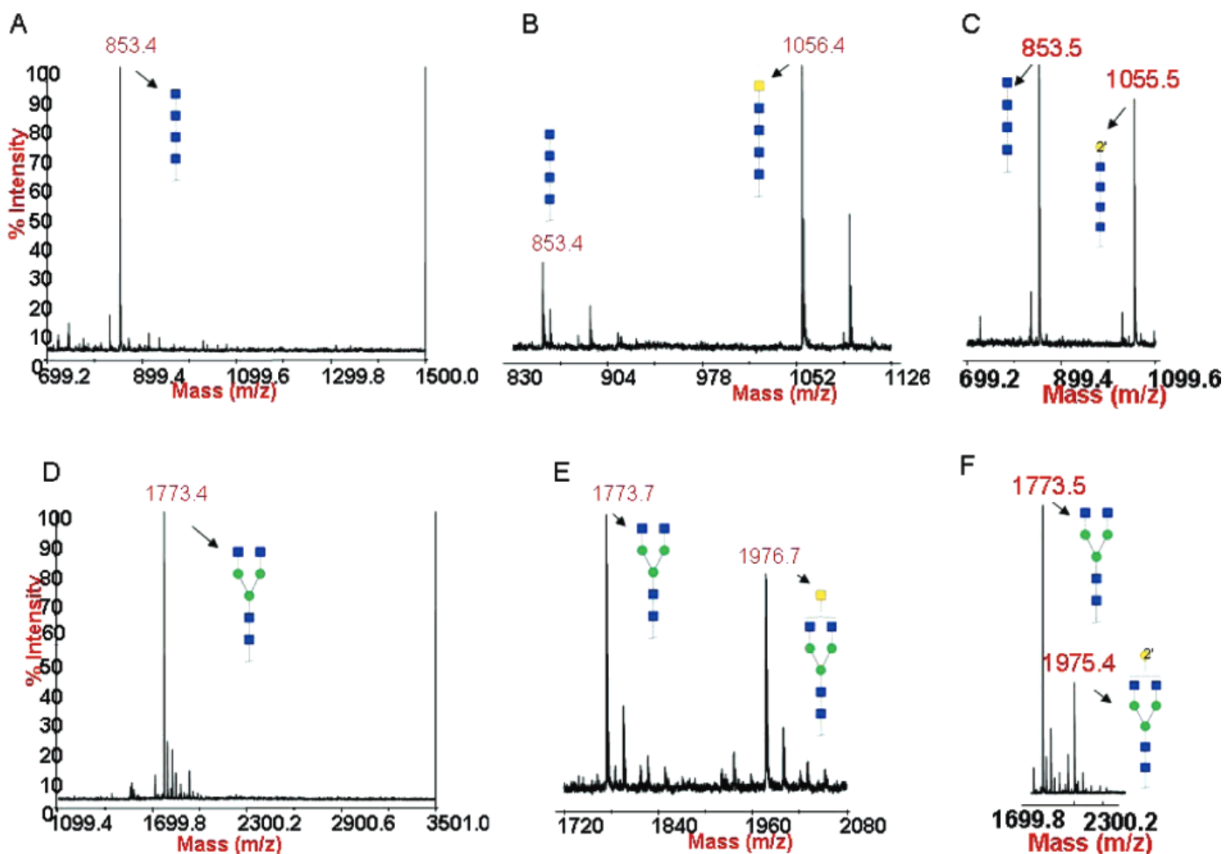 A
853.4
100
90
80
70
60
50
40
30
20
10
0
% Intensity
699.2 899.4 1099.6 1299.8 1500.0
Mass (m/z)
B
1056.4
853.4
830 904 978 1052 1126
Mass (m/z)
C
853.5
1055.5
2'
699.2 899.4 1099.6
Mass (m/z)
D
1773.4
100
90
80
70
60
50
40
30
20
10
0
% Intensity
1099.4 1699.8 2300.2 2900.6 3501.0
Mass (m/z)
E
1773.7
1976.7
1720 1840 1960 2080
Mass (m/z)
F
1773.5
1975.4
2'
1699.8 2300.2
Mass (m/z)